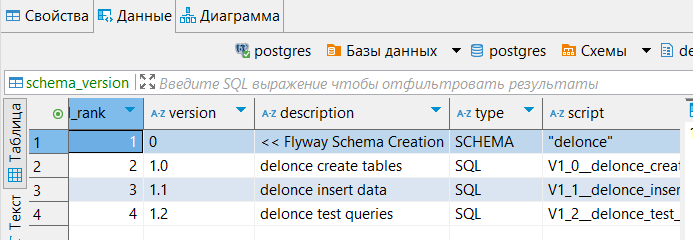 Свойства Данные Диаграмма
postgres Базы данных postgres Схемы de
schema_version Введите SQL выражение чтобы отфильтровать результаты
Таблица
Текст
l_rank A-Z version A-Z description A-Z type A-Z script
1 1 0 << Flyway Schema Creation SCHEMA "delonce"
2 2 1.0 delonce create tables SQL V1_0__delonce_creat
3 3 1.1 delonce insert data SQL V1_1__delonce_inser
4 4 1.2 delonce test queries SQL V1_2__delonce_test_